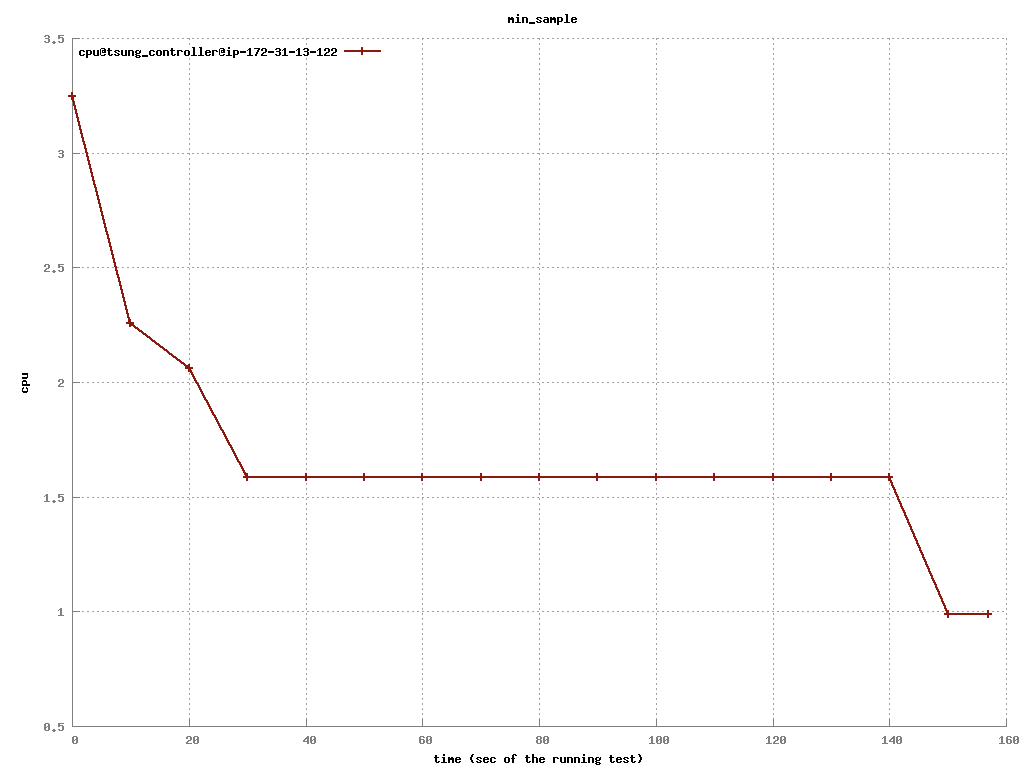 min_sample
cpu@tsung_controller@ip-172-31-13-122
3.5
3
2.5
2
1.5
1
0.5
cpu
0 20 40 60 80 100 120 140 160
time (sec of the running test)